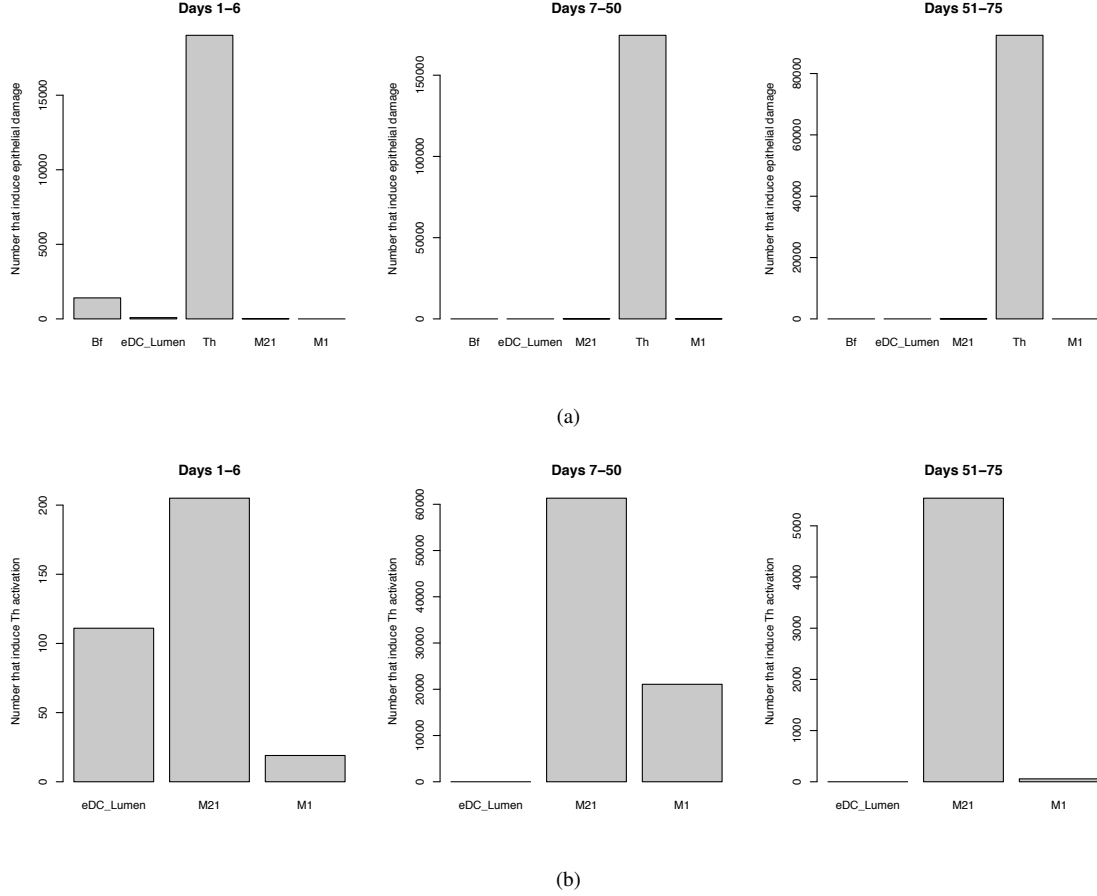 Days 1–6
Days 7–50
Days 51–75
Number that induce epithelial damage
0
5000
10000
15000
Bf
eDC_Lumen
Th
M21
M1
Number that induce epithelial damage
0
50000
100000
150000
Bf
eDC_Lumen
M21
Th
M1
Number that induce epithelial damage
0
20000
40000
60000
80000
Bf
eDC_Lumen
M21
Th
M1
(a)
Days 1–6
Days 7–50
Days 51–75
Number that induce Th activation
0
50
100
150
200
eDC_Lumen
M21
M1
Number that induce Th activation
0
10000
20000
30000
40000
50000
60000
eDC_Lumen
M21
M1
Number that induce Th activation
0
1000
2000
3000
4000
5000
eDC_Lumen
M21
M1
(b)